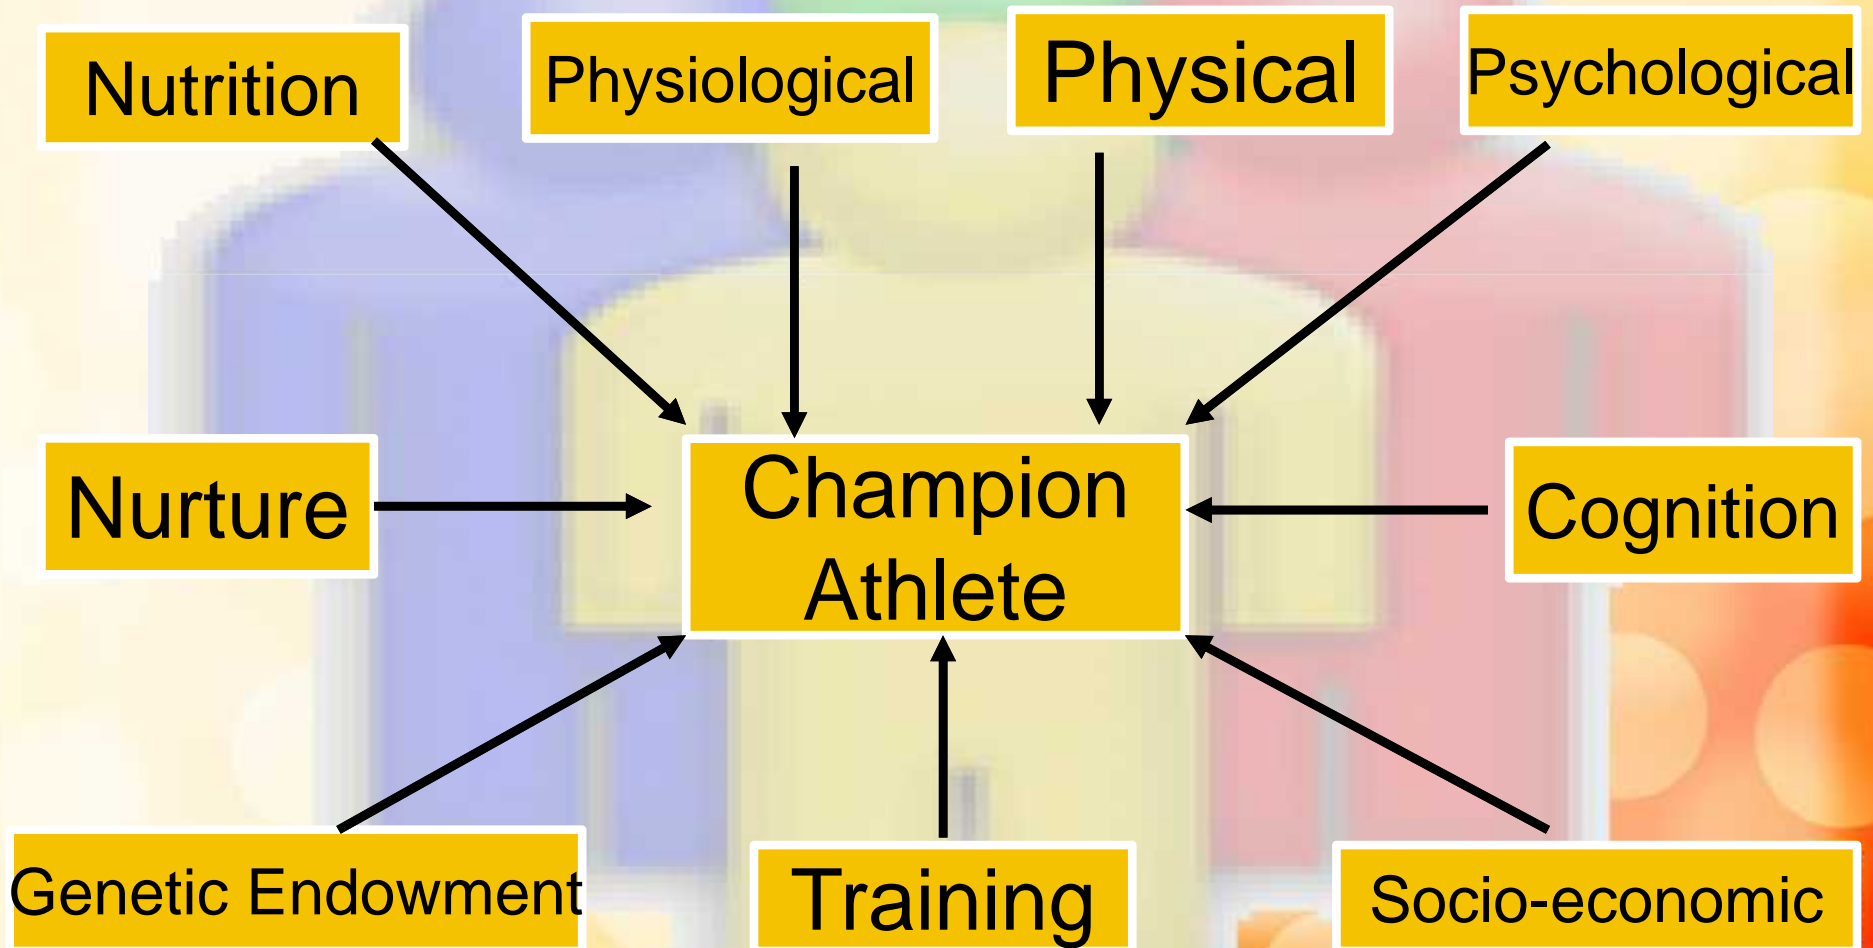 Nutrition
Physiological
Physical
Psychological
Nurture
Champion
Athlete
Cognition
Genetic Endowment
Training
Socio-economic